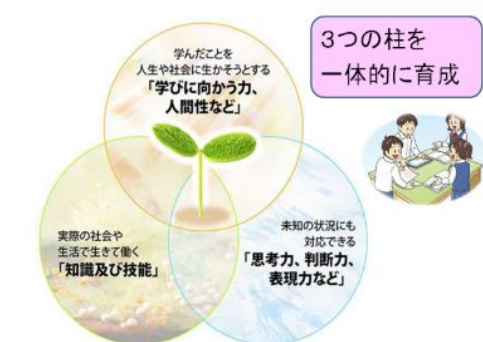 3つの柱を
一体的に育成
学んだことを
人生や社会に生かそうとする
「学びに向かう力、
人間性など」
実際の社会や
生活で生きて働く
「知識及び技能」
未知の状況にも
対応できる
「思考力、判断力、
表現力など」